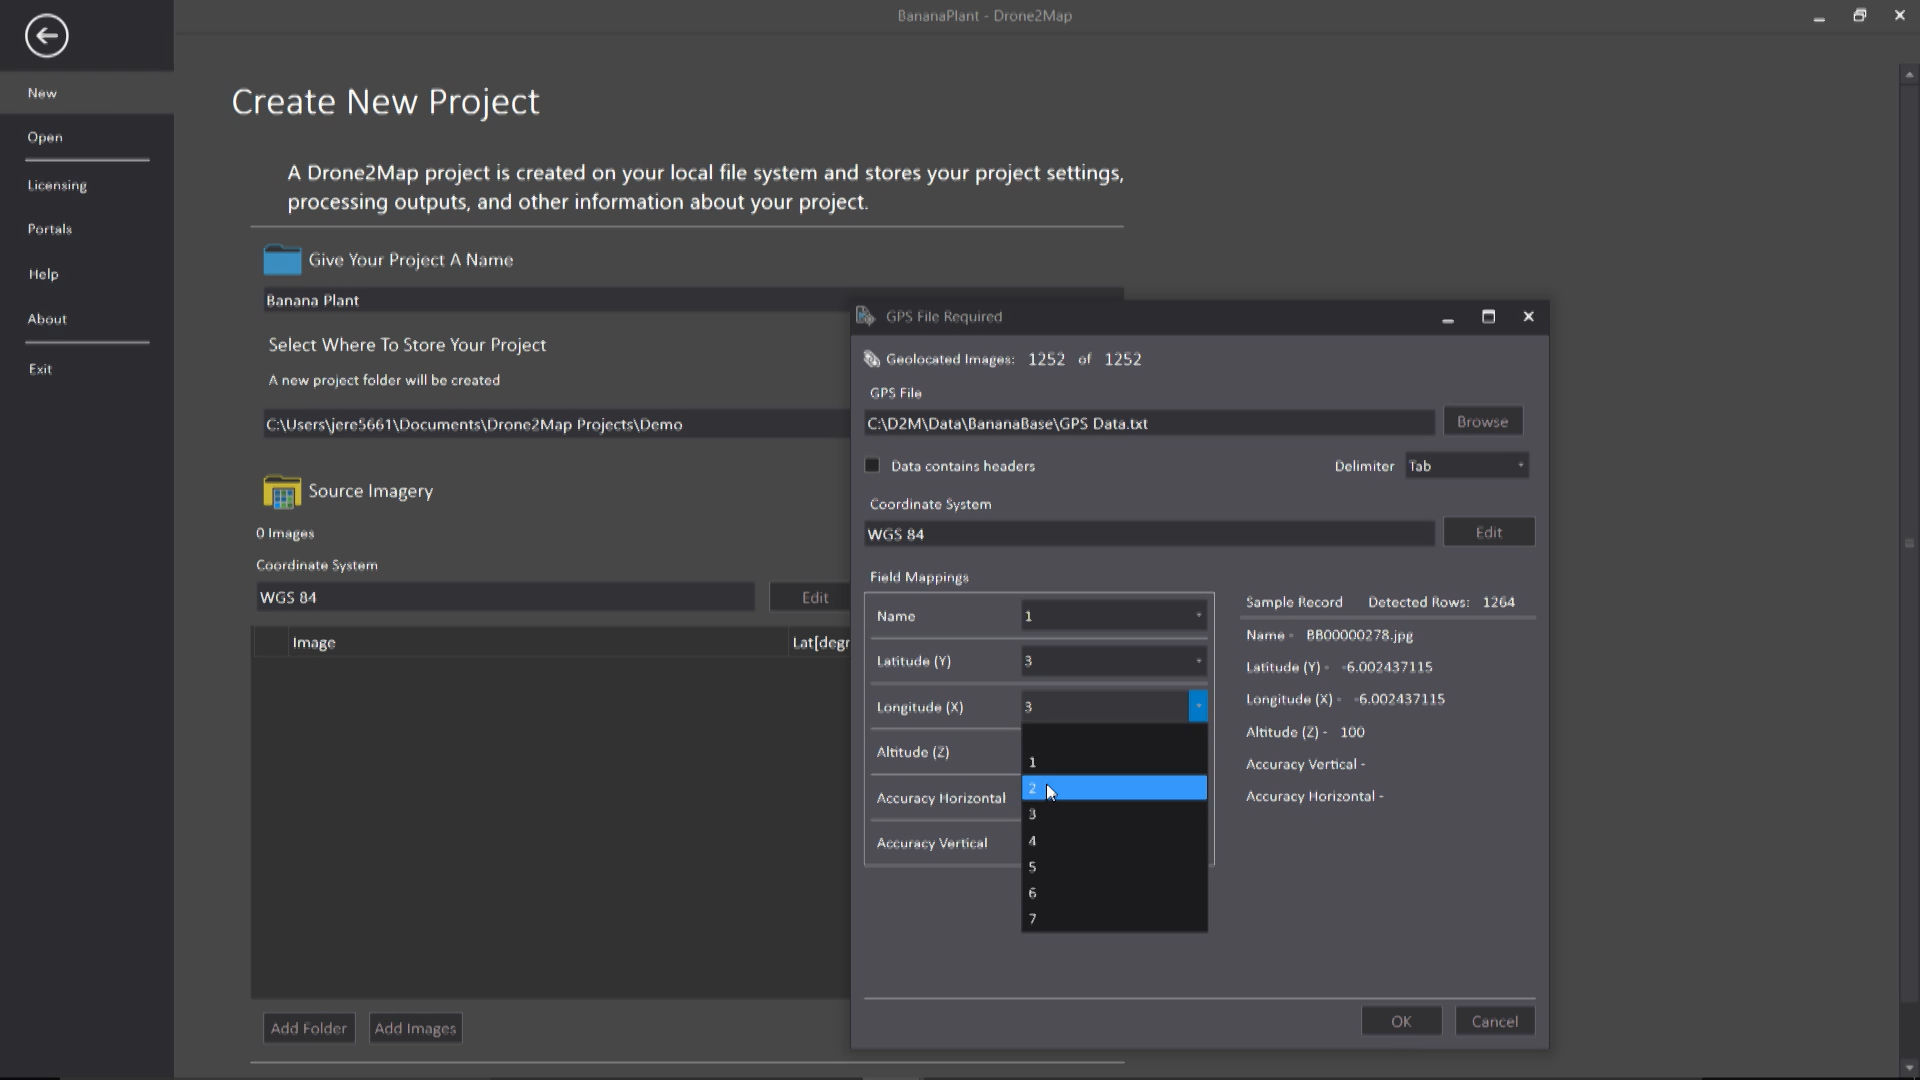 BananaPlant - Drone2Map
New
Open
Licensing
Portals
Help
About
Exit
Create New Project
A Drone2Map project is created on your local file system and stores your project settings,
processing outputs, and other information about your project.
Give Your Project A Name
Banana Plant
Select Where To Store Your Project
A new project folder will be created
C:\Users\jere5661\Documents\Drone2Map Projects\Demo
Source Imagery
0 Images
Coordinate System
WGS 84
Edit
Image
Lat[degr
Add Folder
Add Images
GPS File Required
Geolocated Images: 1252 of 1252
GPS File
C:\D2M\Data\BananaBase\GPS Data.txt
Browse
Data contains headers
Delimiter Tab
Coordinate System
WGS 84
Edit
Field Mappings
Name 1
Latitude (Y) 3
Longitude (X) 3
Altitude (Z)
Accuracy Horizontal
Accuracy Vertical
1
2
3
4
5
6
7
Sample Record Detected Rows: 1264
Name - BB00000278.jpg
Latitude (Y) - -6.002437115
Longitude (X) - -6.002437115
Altitude (Z) - 100
Accuracy Vertical -
Accuracy Horizontal -
OK
Cancel